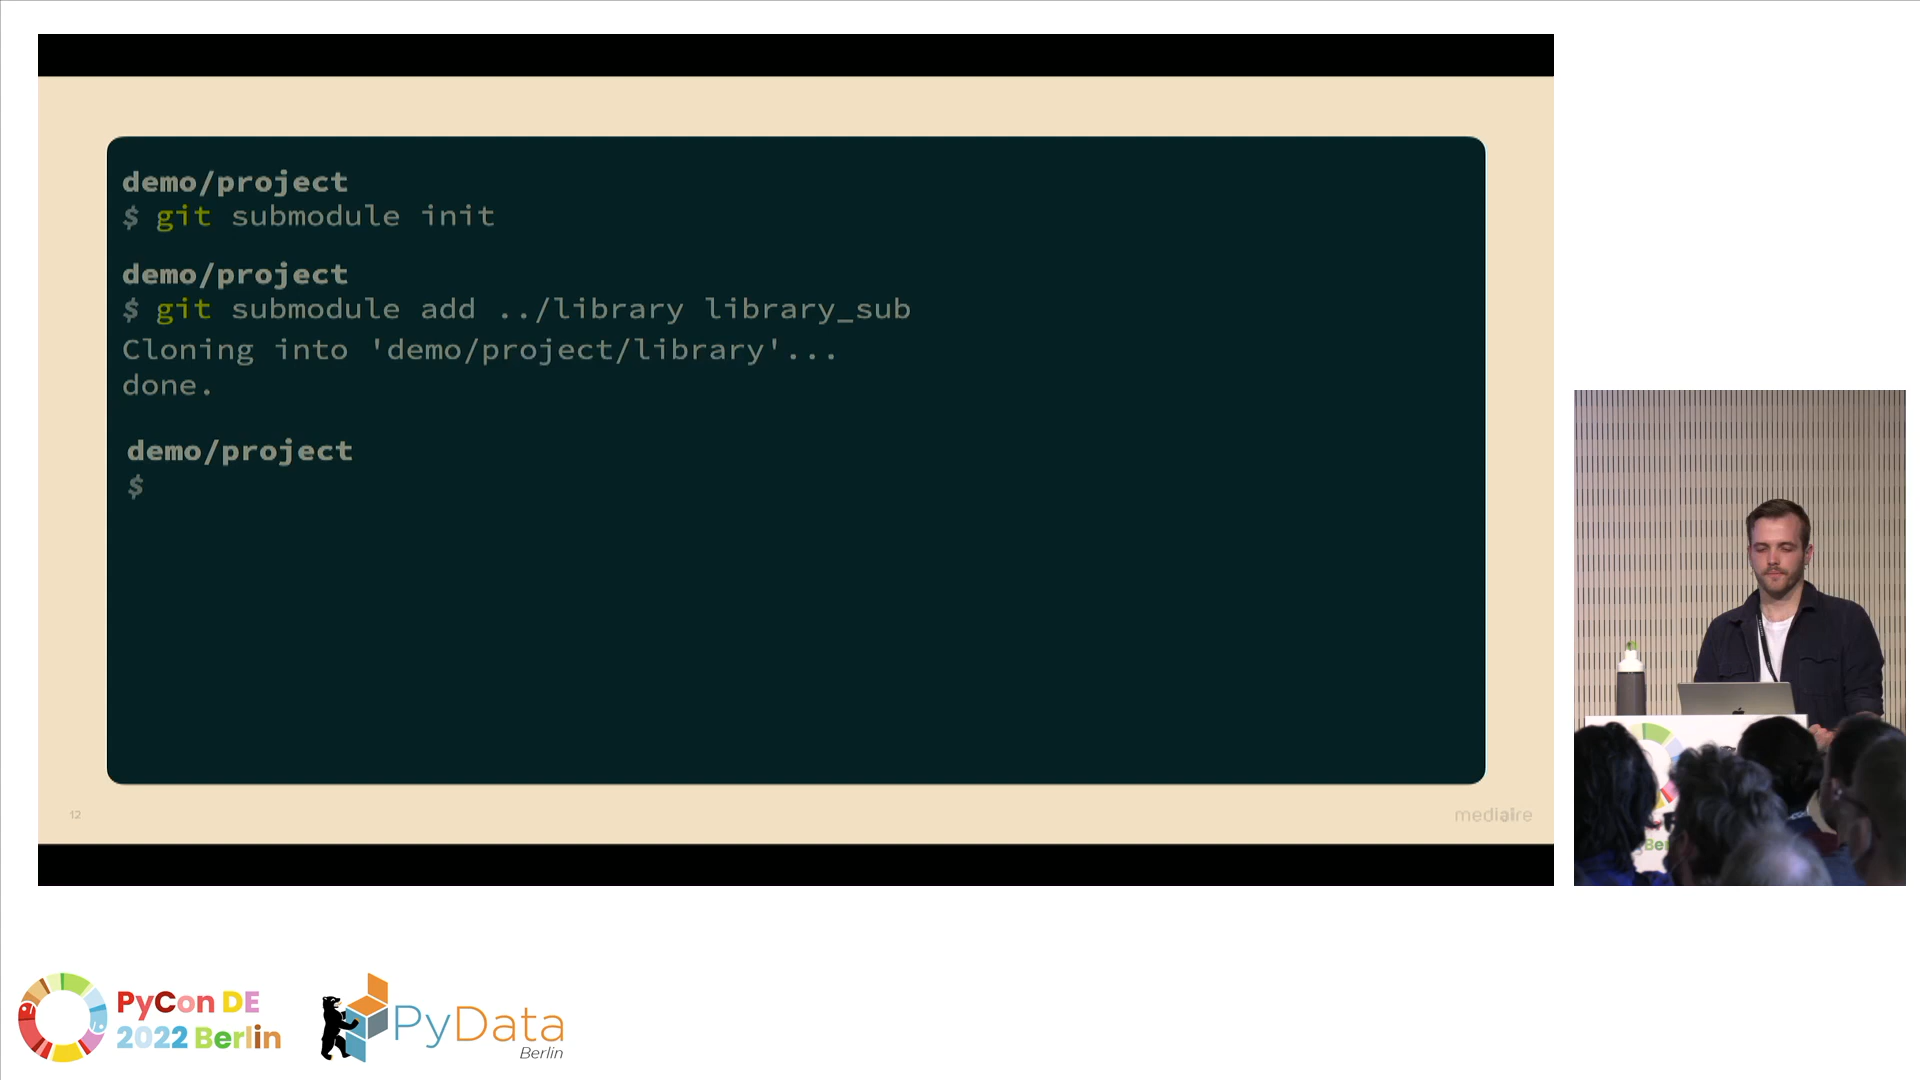 demo/project
$ git submodule init
demo/project
$ git submodule add ../library library_sub
Cloning into 'demo/project/library'...
done.
demo/project
$
12
mediaire
Ber
PyCon DE
2022 Berlin
PyData
Berlin